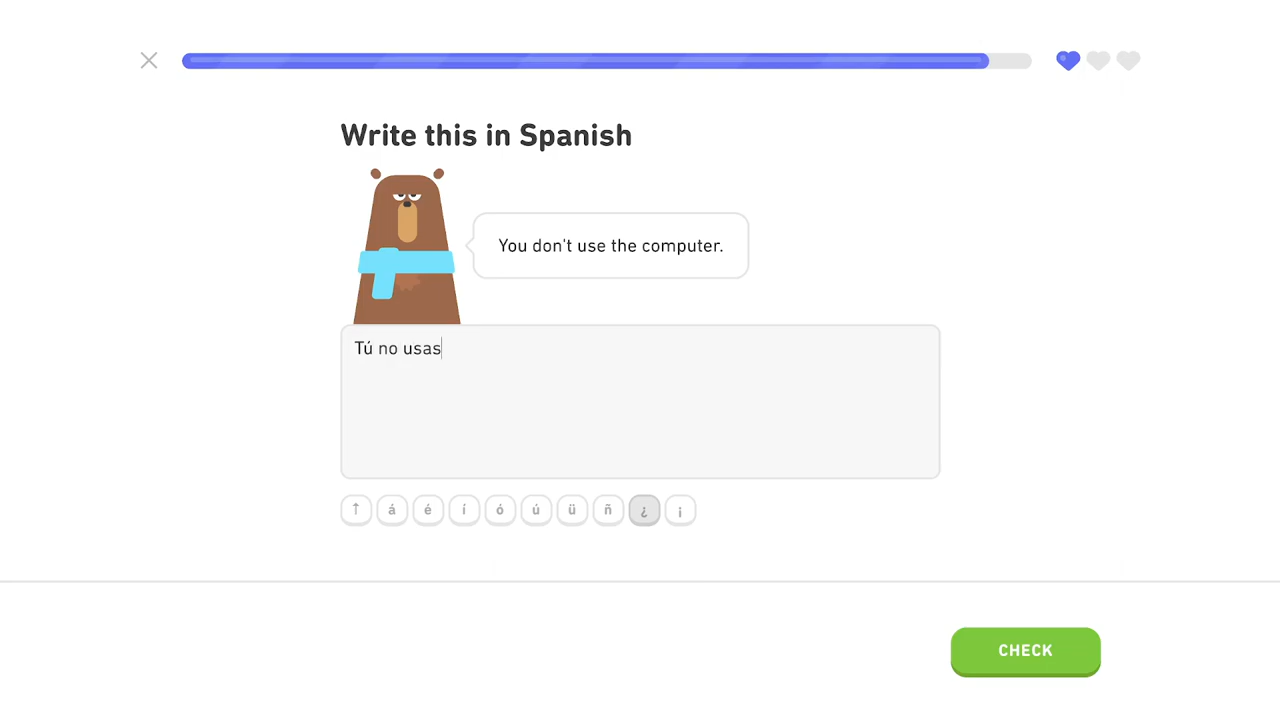 Write this in Spanish
You don't use the computer.
Tú no usas
↑ á é í ó ú ü ñ ¿ ¡
CHECK